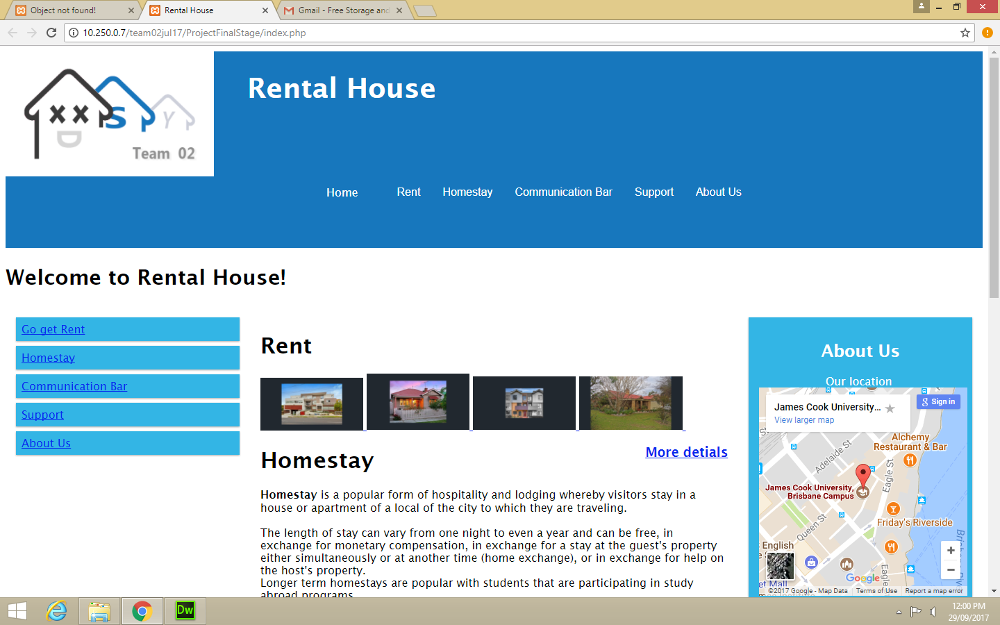 Object not found!
Rental House
Gmail - Free Storage and
10.250.0.7/team02jul17/ProjectFinalStage/index.php
XX S Y
Team 02
Rental House
Home Rent Homestay Communication Bar Support About Us
Welcome to Rental House!
Go get Rent
Homestay
Communication Bar
Support
About Us
Rent
More detials
Homestay
Homestay is a popular form of hospitality and lodging whereby visitors stay in a
house or apartment of a local of the city to which they are traveling.
The length of stay can vary from one night to even a year and can be free, in
exchange for monetary compensation, in exchange for a stay at the guest's property
either simultaneously or at another time (home exchange), or in exchange for help on
the host's property.
Longer term homestays are popular with students that are participating in study
abroad programs.
About Us
Our location
James Cook University...
View larger map
Sign in
Alchemy
Restaurant & Bar
Adelaide St
Eagle St
James Cook University,
Brisbane Campus
Queen St
Friday's Riverside
English
Eagle
Google
©2017 Google - Map Data
Terms of Use
Report a map error
Dw
12:00 PM
29/09/2017